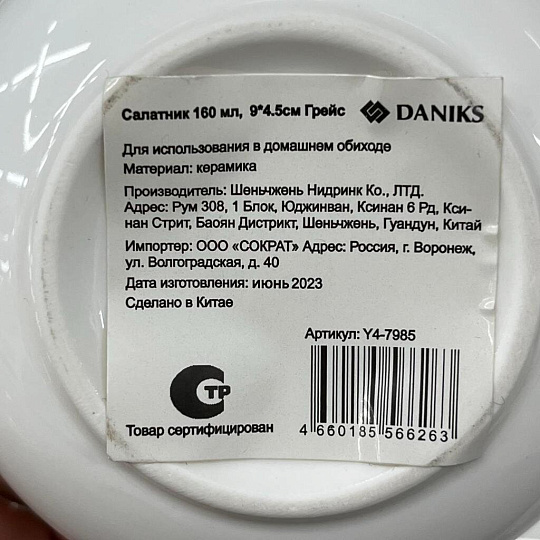 Салатник 160 мл, 9*4.5см Грейс DANIKS
Для использования в домашнем обиходе
Материал: керамика
Производитель: Шеньчжень Нидринк Ко., ЛТД.
Адрес: Рум 308, 1 Блок, Юджинван, Ксинан 6 Рд, Кси-
нан Стрит, Баоян Дистрикт, Шеньчжень, Гуандун, Китай
Импортер: ООО «СОКРАТ» Адрес: Россия, г. Воронеж,
ул. Волгоградская, д. 40
Дата изготовления: июнь 2023
Сделано в Китае
Артикул: Y4-7985
СТР
Товар сертифицирован
4 660185 566263